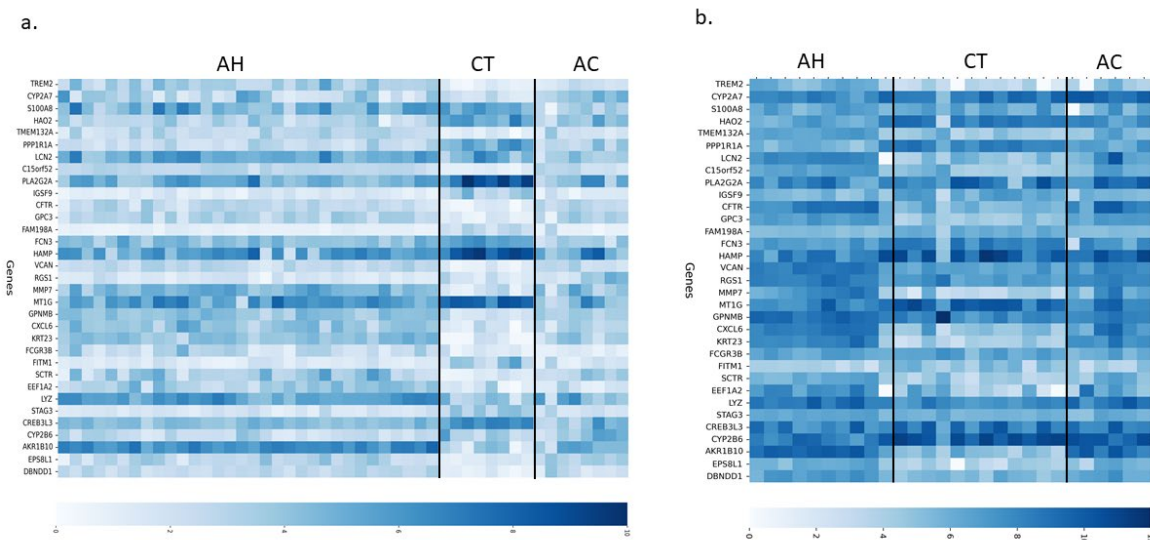 a.
AH CT AC
TREM2
CYP2A7
S100A8
HAO2
TMEM132A
PPP1R1A
LCN2
C15orf52
PLA2G2A
IGSF9
CFTR
GPC3
FAM198A
FCN3
HAMP
VCAN
RGS1
MMP7
MT1G
GPNMB
CXCL6
KRT23
FCGR3B
FITM1
SCTR
EEF1A2
LYZ
STAG3
CREB3L3
CYP2B6
AKR1B10
EPS8L1
DBNDD1
Genes
0 2 4 6 8 10
b.
AH CT AC
TREM2
CYP2A7
S100A8
HAO2
TMEM132A
PPP1R1A
LCN2
C15orf52
PLA2G2A
IGSF9
CFTR
GPC3
FAM198A
FCN3
HAMP
VCAN
RGS1
MMP7
MT1G
GPNMB
CXCL6
KRT23
FCGR3B
FITM1
SCTR
EEF1A2
LYZ
STAG3
CREB3L3
CYP2B6
AKR1B10
EPS8L1
DBNDD1
Genes
0 2 4 6 8